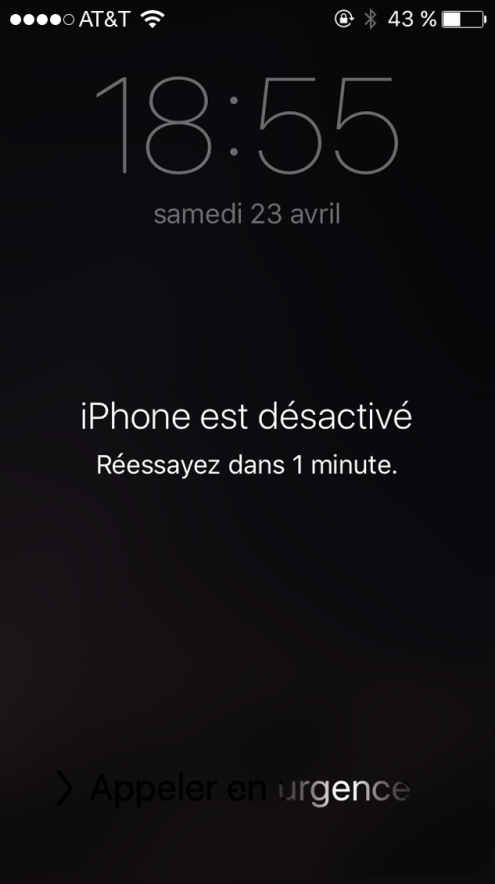 AT&T 43 %
18:55
samedi 23 avril
iPhone est désactivé
Réessayez dans 1 minute.
Appeler en urgence